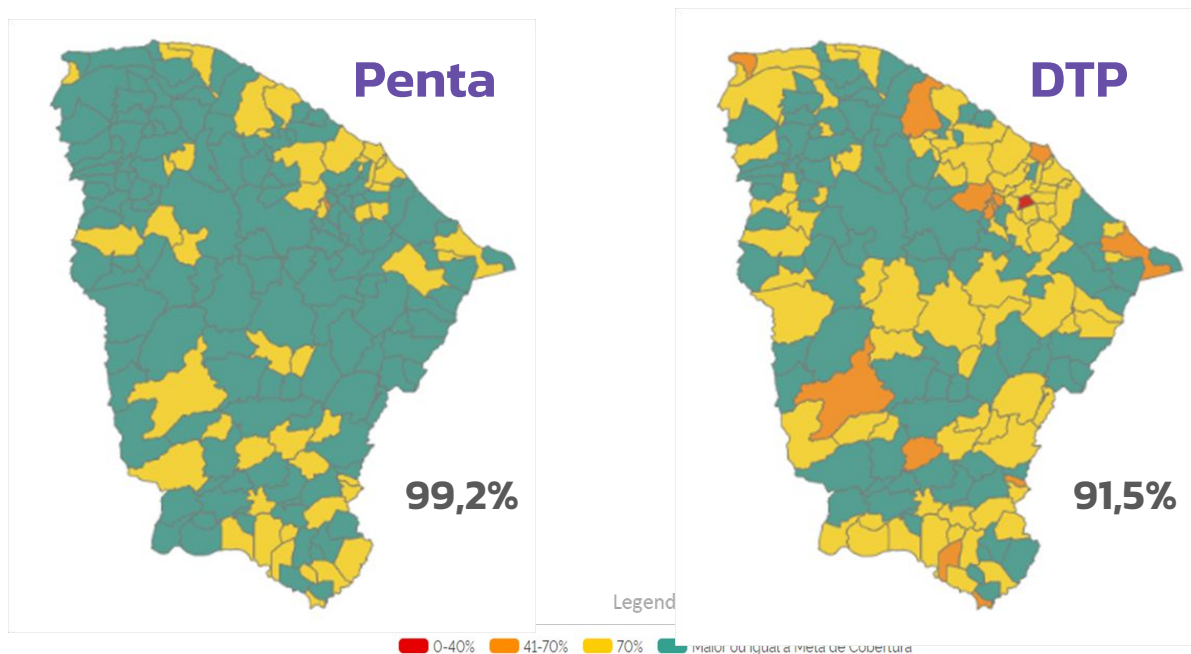 Penta
DTP
99,2%
91,5%
Legend
0-40%
41-70%
70%
Maior ou Igual a Meta de Cobertura